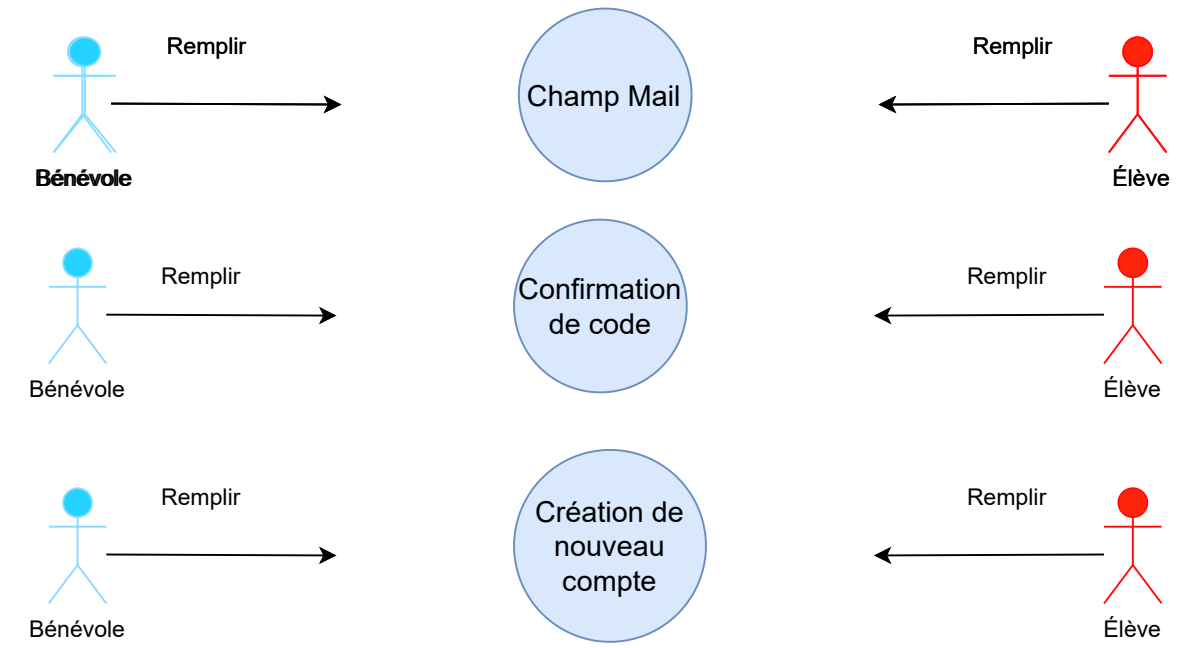 Remplir
Remplir
Champ Mail
Bénévole
Élève
Remplir
Remplir
Confirmation
de code
Bénévole
Élève
Remplir
Remplir
Création de
nouveau
compte
Bénévole
Élève